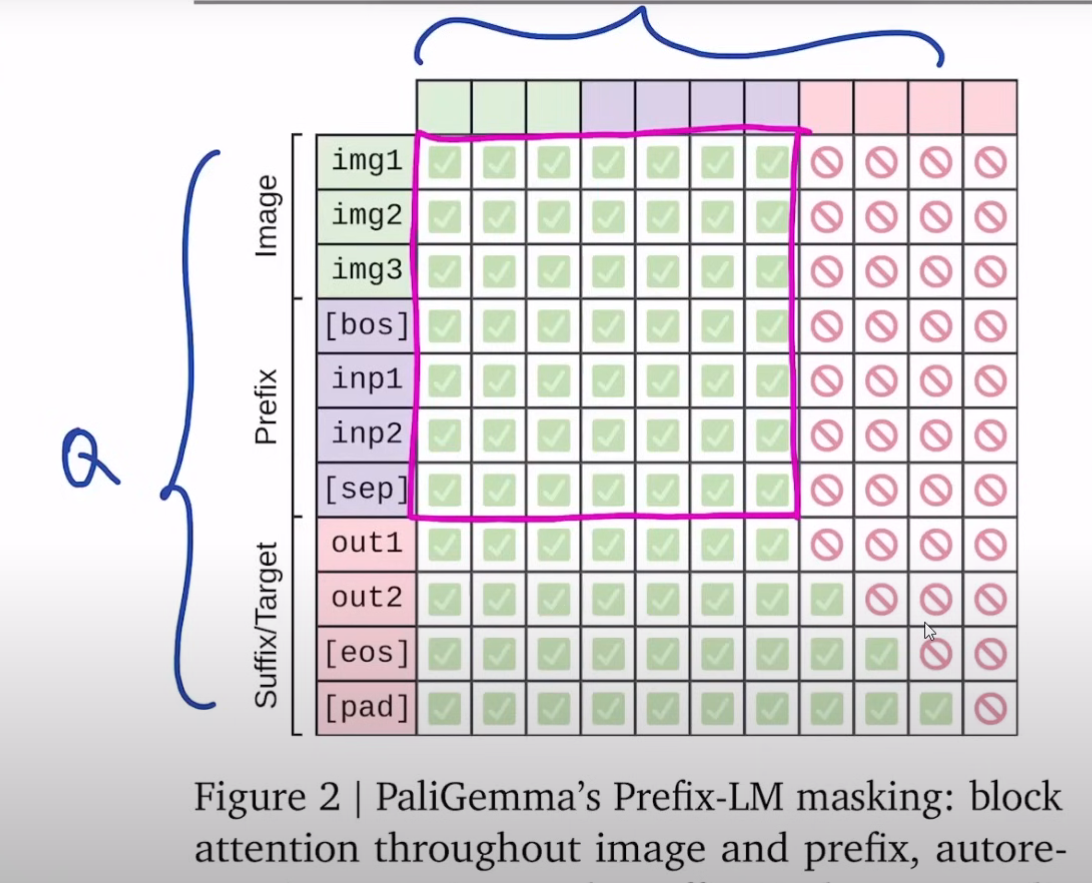 Image
img1
img2
img3
Prefix
[bos]
inp1
inp2
[sep]
Q
Suffix/Target
out1
out2
[eos]
[pad]
Figure 2 | PaliGemma's Prefix-LM masking: block
attention throughout image and prefix, autore-